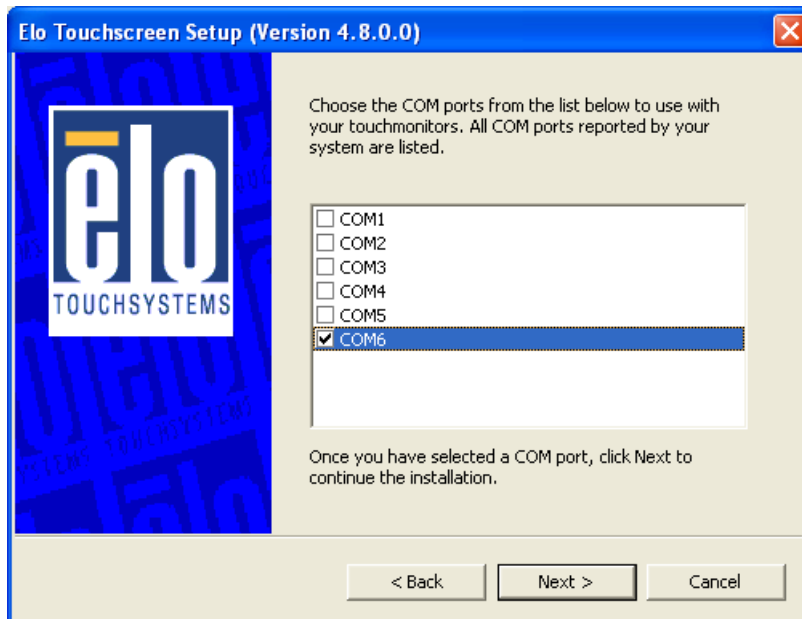 Elo Touchscreen Setup (Version 4.8.0.0)
Choose the COM ports from the list below to use with
your touchmonitors. All COM ports reported by your
system are listed.
ēlo
TOUCHSYSTEMS
COM1
COM2
COM3
COM4
COM5
COM6
Once you have selected a COM port, click Next to
continue the installation.
< Back
Next >
Cancel